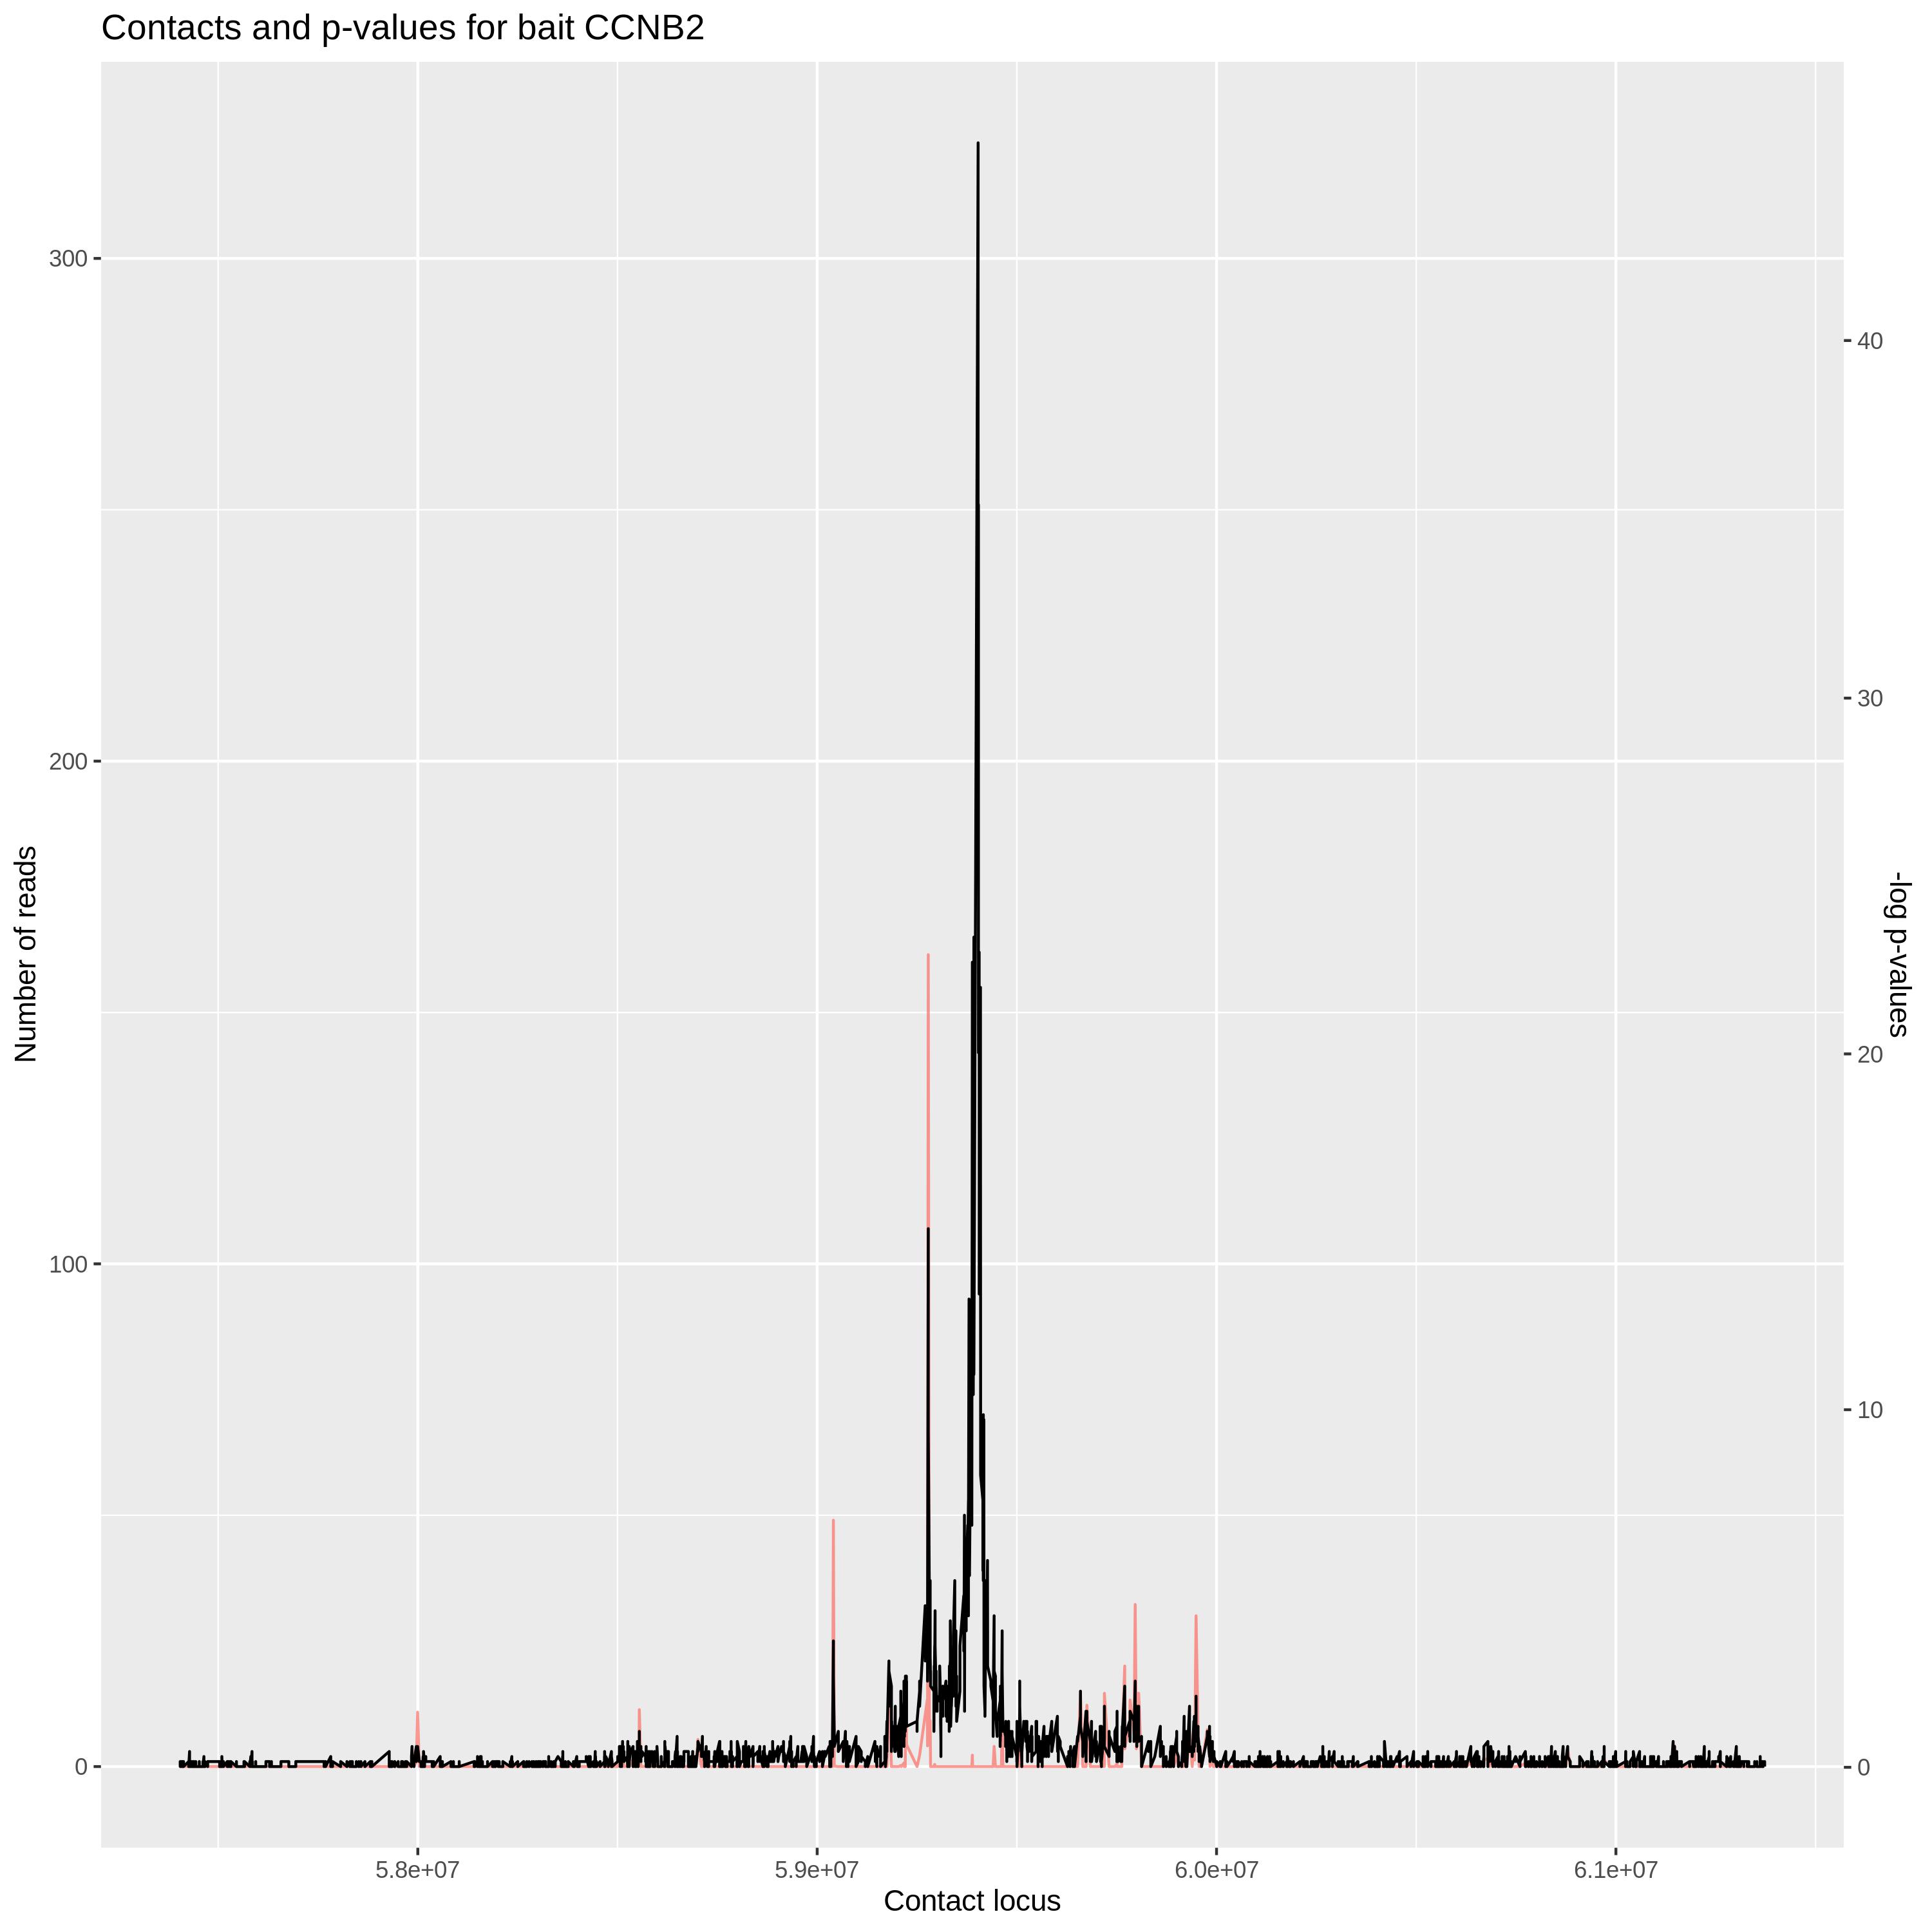 Contacts and p-values for bait CCNB2
300
200
100
0
Number of reads
40
30
20
10
0
-log p-values
5.8e+07
5.9e+07
6.0e+07
6.1e+07
Contact locus